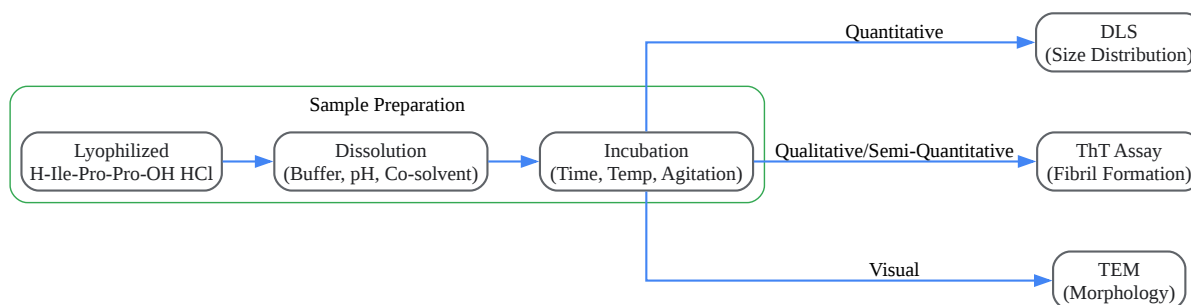 Sample Preparation
Lyophilized
H-Ile-Pro-Pro-OH HCl
Dissolution
(Buffer, pH, Co-solvent)
Incubation
(Time, Temp, Agitation)
Quantitative
DLS
(Size Distribution)
Qualitative/Semi-Quantitative
ThT Assay
(Fibril Formation)
Visual
TEM
(Morphology)